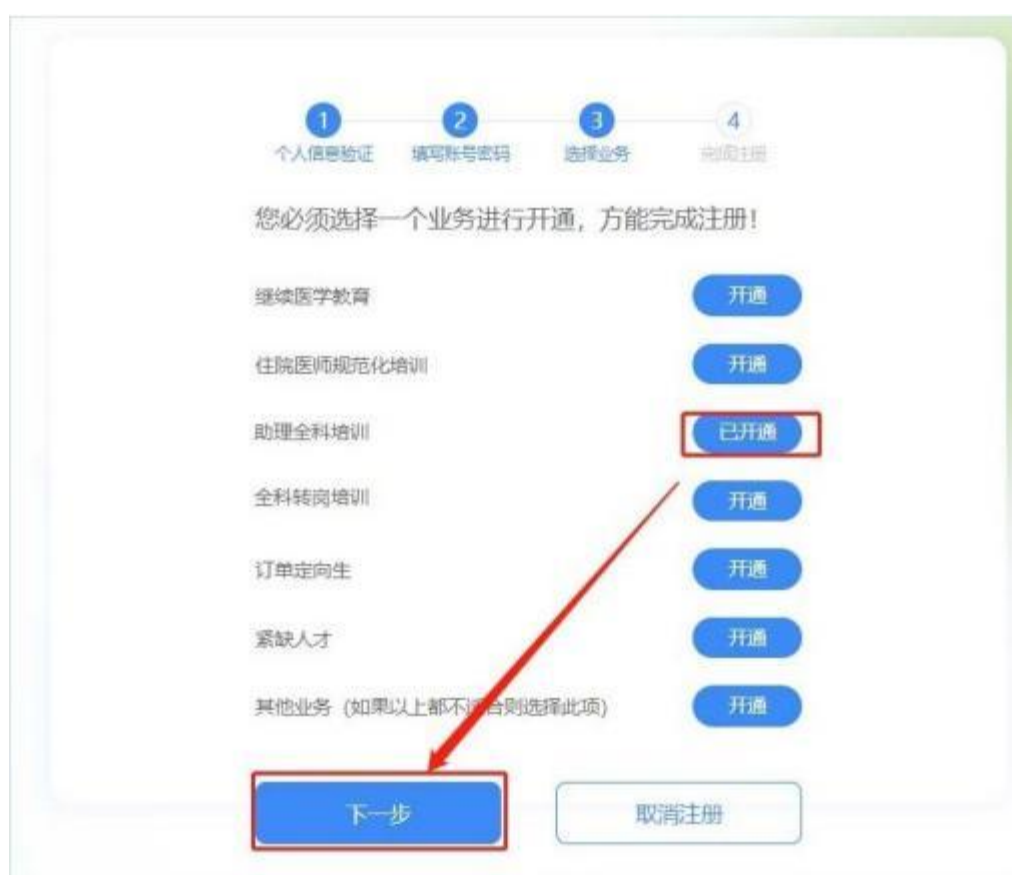 1 2 3 4
个人信息验证 填写账号密码 选择业务 完成注册
您必须选择一个业务进行开通，方能完成注册！
继续医学教育 开通
住院医师规范化培训 开通
助理全科培训 已开通
全科转岗培训 开通
订单定向生 开通
紧缺人才 开通
其他业务（如果以上都不适合则选择此项） 开通
下一步 取消注册